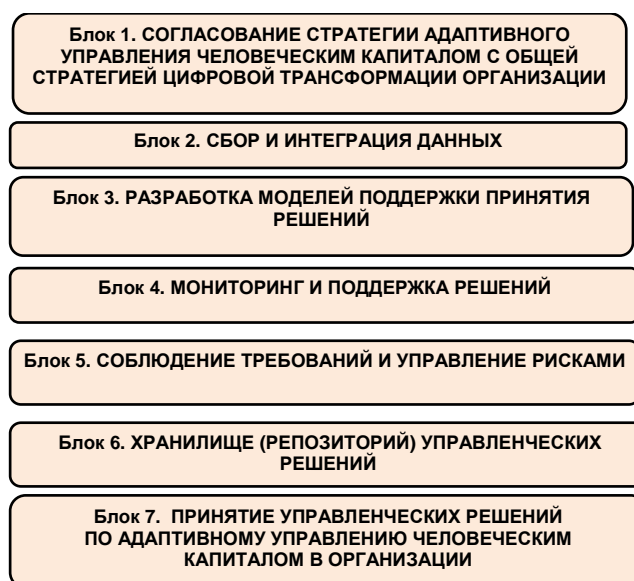 Блок 1. СОГЛАСОВАНИЕ СТРАТЕГИИ АДАПТИВНОГО
УПРАВЛЕНИЯ ЧЕЛОВЕЧЕСКИМ КАПИТАЛОМ С ОБЩЕЙ
СТРАТЕГИЕЙ ЦИФРОВОЙ ТРАНСФОРМАЦИИ ОРГАНИЗАЦИИ
Блок 2. СБОР И ИНТЕГРАЦИЯ ДАННЫХ
Блок 3. РАЗРАБОТКА МОДЕЛЕЙ ПОДДЕРЖКИ ПРИНЯТИЯ
РЕШЕНИЙ
Блок 4. МОНИТОРИНГ И ПОДДЕРЖКА РЕШЕНИЙ
Блок 5. СОБЛЮДЕНИЕ ТРЕБОВАНИЙ И УПРАВЛЕНИЕ РИСКАМИ
Блок 6. ХРАНИЛИЩЕ (РЕПОЗИТОРИЙ) УПРАВЛЕНЧЕСКИХ
РЕШЕНИЙ
Блок 7. ПРИНЯТИЕ УПРАВЛЕНЧЕСКИХ РЕШЕНИЙ
ПО АДАПТИВНОМУ УПРАВЛЕНИЮ ЧЕЛОВЕЧЕСКИМ
КАПИТАЛОМ В ОРГАНИЗАЦИИ